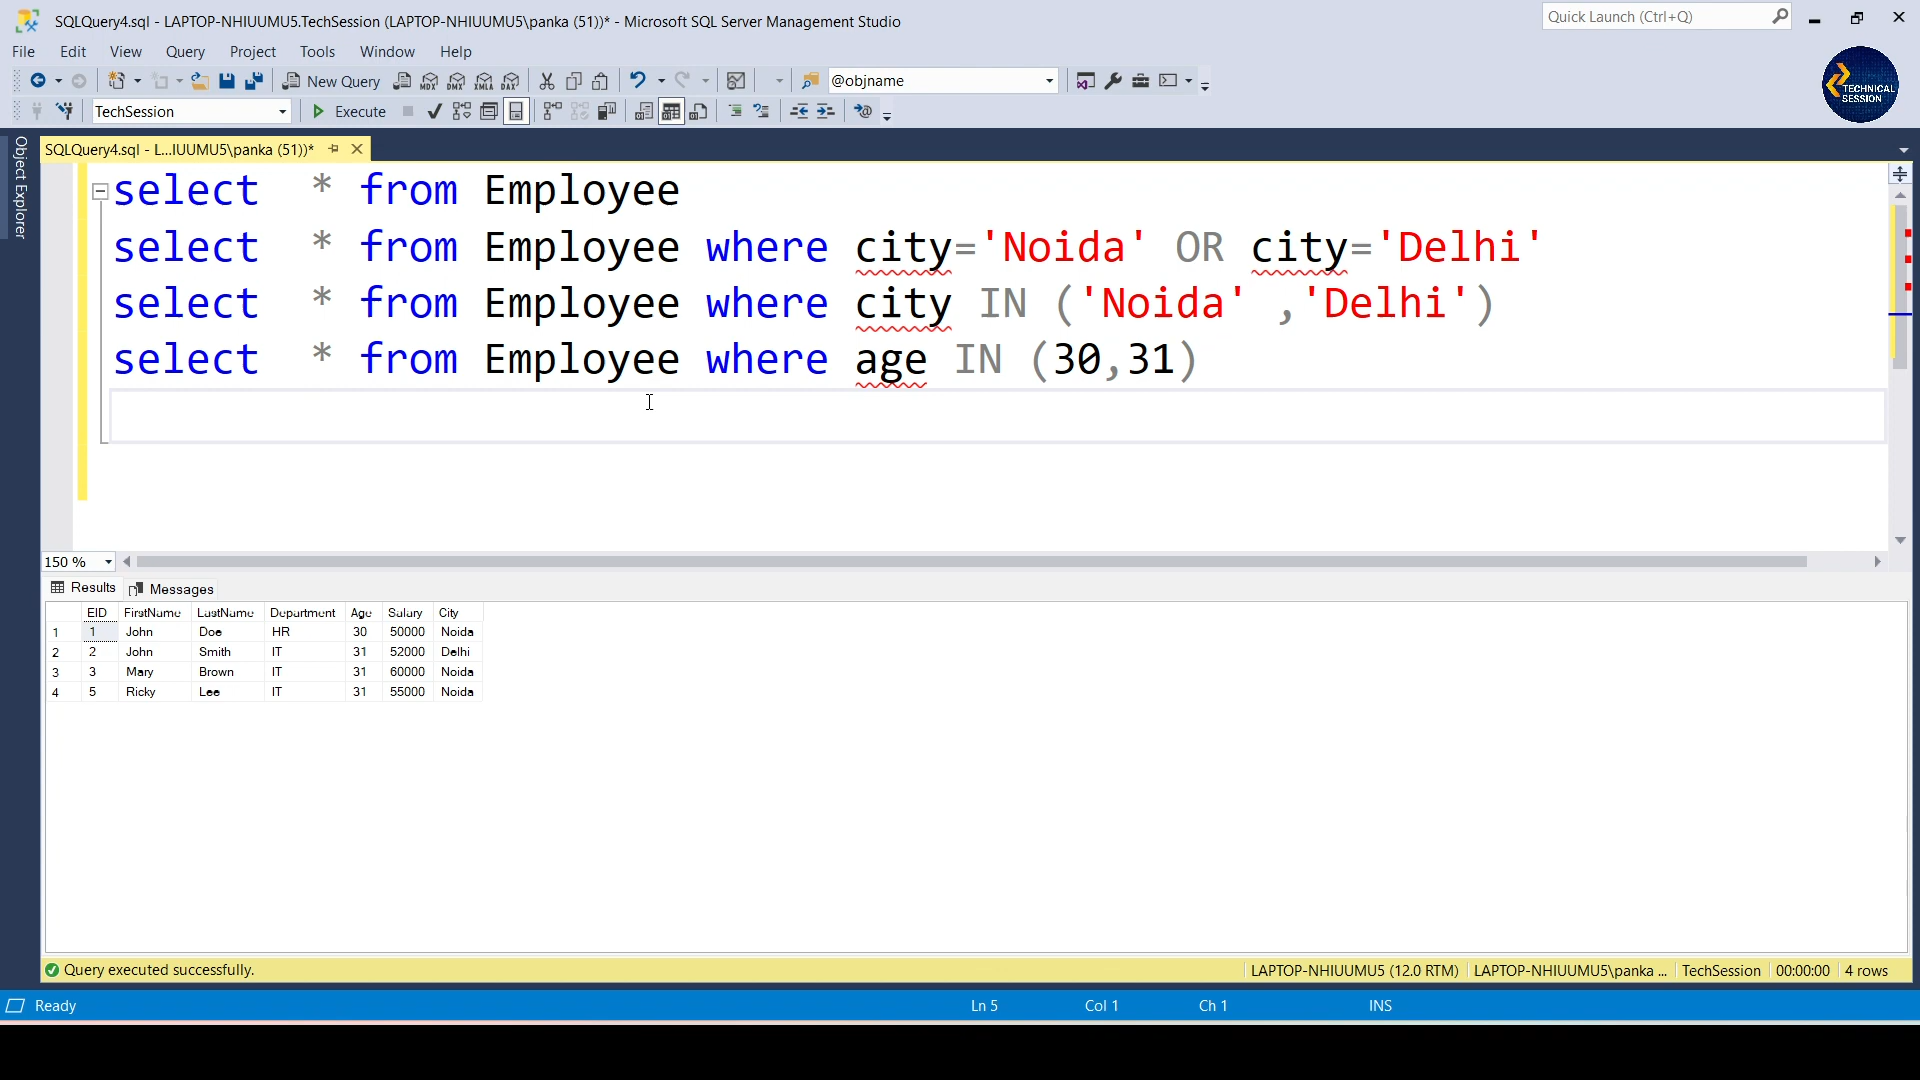 SQLQuery4.sql - LAPTOP-NHIUUMU5.TechSession (LAPTOP-NHIUUMU5\panka (51))* - Microsoft SQL Server Management Studio
Quick Launch (Ctrl+Q)
File Edit View Query Project Tools Window Help
New Query MDX DMX XMLA DAX @objname
TECHNICAL
SESSION
TechSession Execute
Object Explorer
SQLQuery4.sql - L...IUUMU5\panka (51))*
select  * from Employee
select  * from Employee where city='Noida' OR city='Delhi'
select  * from Employee where city IN ('Noida' ,'Delhi')
select  * from Employee where age IN (30,31)
150 %
Results Messages
EID FirstName LastName Department Age Salary City
1 1 John Doe HR 30 50000 Noida
2 2 John Smith IT 31 52000 Delhi
3 3 Mary Brown IT 31 60000 Noida
4 5 Ricky Lee IT 31 55000 Noida
Query executed successfully. LAPTOP-NHIUUMU5 (12.0 RTM) LAPTOP-NHIUUMU5\panka ... TechSession 00:00:00 4 rows
Ready Ln 5 Col 1 Ch 1 INS